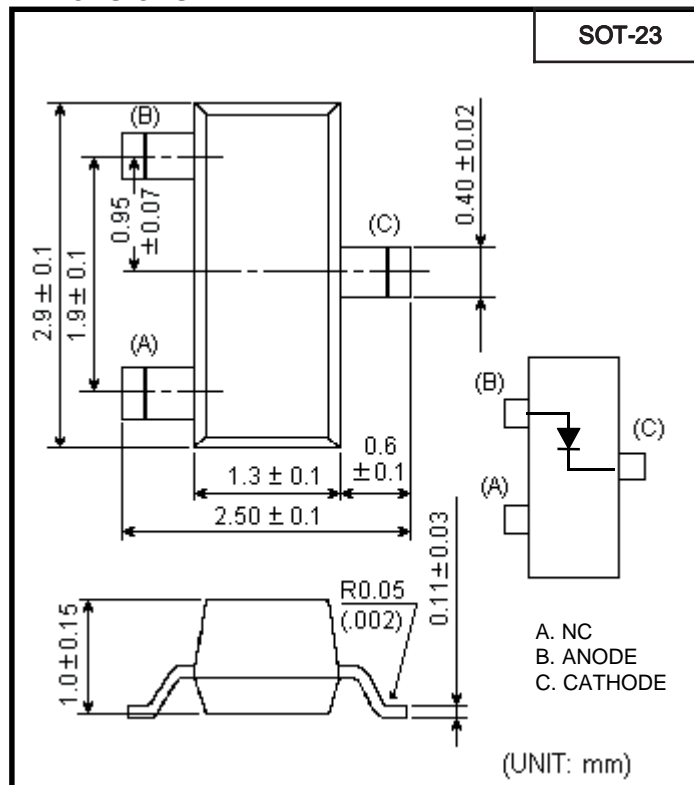 SOT-23
(B)
0.95
±0.07
2.9 ± 0.1
1.9 ± 0.1
(A)
0.40 ±0.02
(C)
1.3 ± 0.1
0.6
± 0.1
2.50 ± 0.1
(B)
(C)
(A)
1.0±0.15
R0.05
(.002)
0.11±0.03
A. NC
B. ANODE
C. CATHODE
(UNIT: mm)